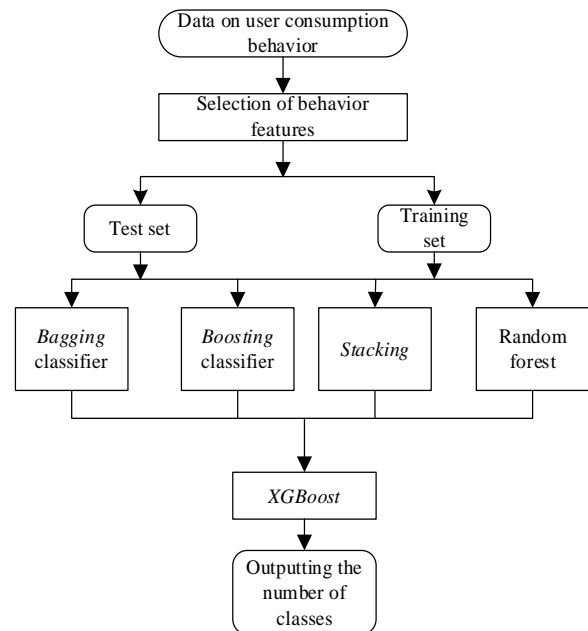 Data on user consumption
behavior
Selection of behavior
features
Test set
Training
set
Bagging
classifier
Boosting
classifier
Stacking
Random
forest
XGBoost
Outputting the
number of
classes